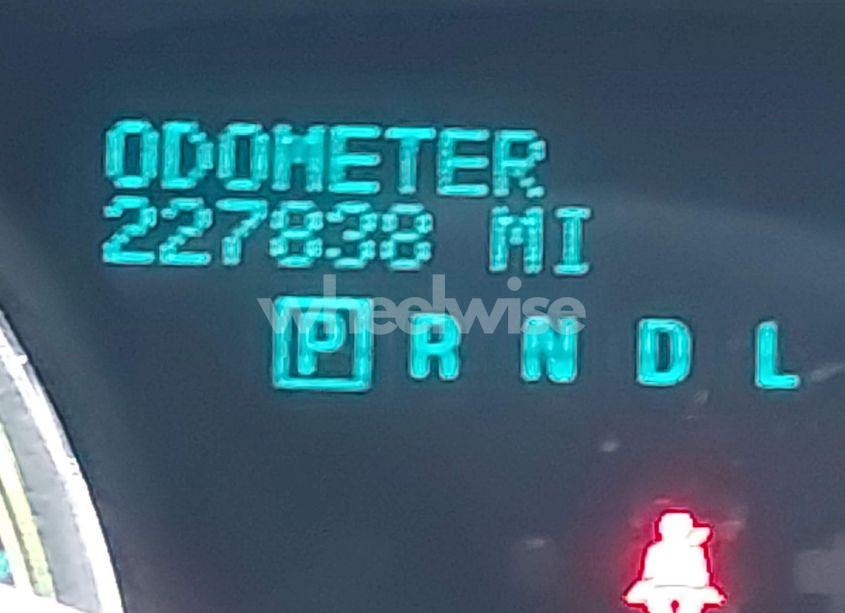 ODOMETER
227838 MI
wheelwise
P R N D L